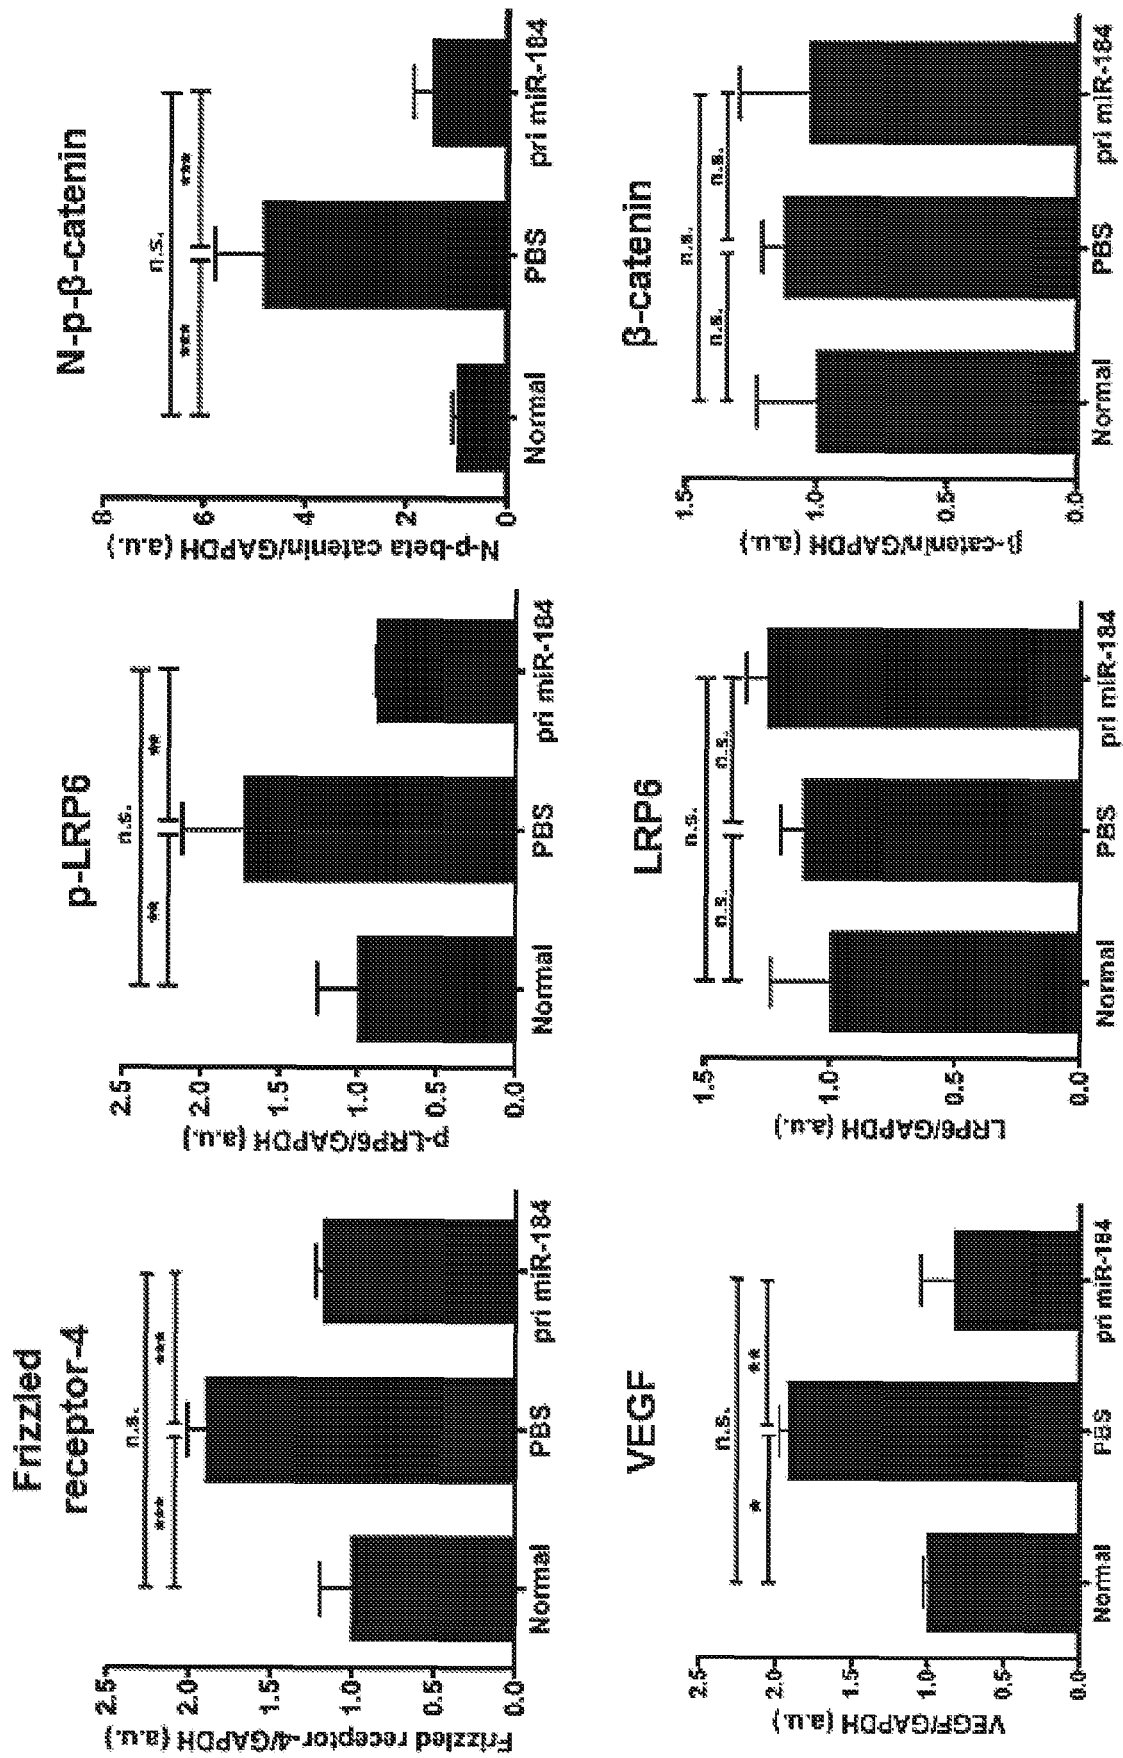 Frizzled
receptor-4
Frizzled receptor-4/GAPDH (a.u.)
2.5
2.0
1.5
1.0
0.5
0.0
n.s.
*** ***
Normal PBS pri miR-184
p-LRP6
p-LRP6/GAPDH (a.u.)
2.5
2.0
1.5
1.0
0.5
0.0
n.s.
** **
Normal PBS pri miR-184
N-p-β-catenin
N-p-beta catenin/GAPDH (a.u.)
8
6
4
2
0
n.s.
*** ***
Normal PBS pri miR-184
VEGF
VEGF/GAPDH (a.u.)
2.5
2.0
1.5
1.0
0.5
0.0
n.s.
* **
Normal PBS pri miR-184
LRP6
LRP6/GAPDH (a.u.)
1.5
1.0
0.5
0.0
n.s.
n.s. n.s.
Normal PBS pri miR-184
β-catenin
β-catenin/GAPDH (a.u.)
1.5
1.0
0.5
0.0
n.s.
n.s. n.s.
Normal PBS pri miR-184